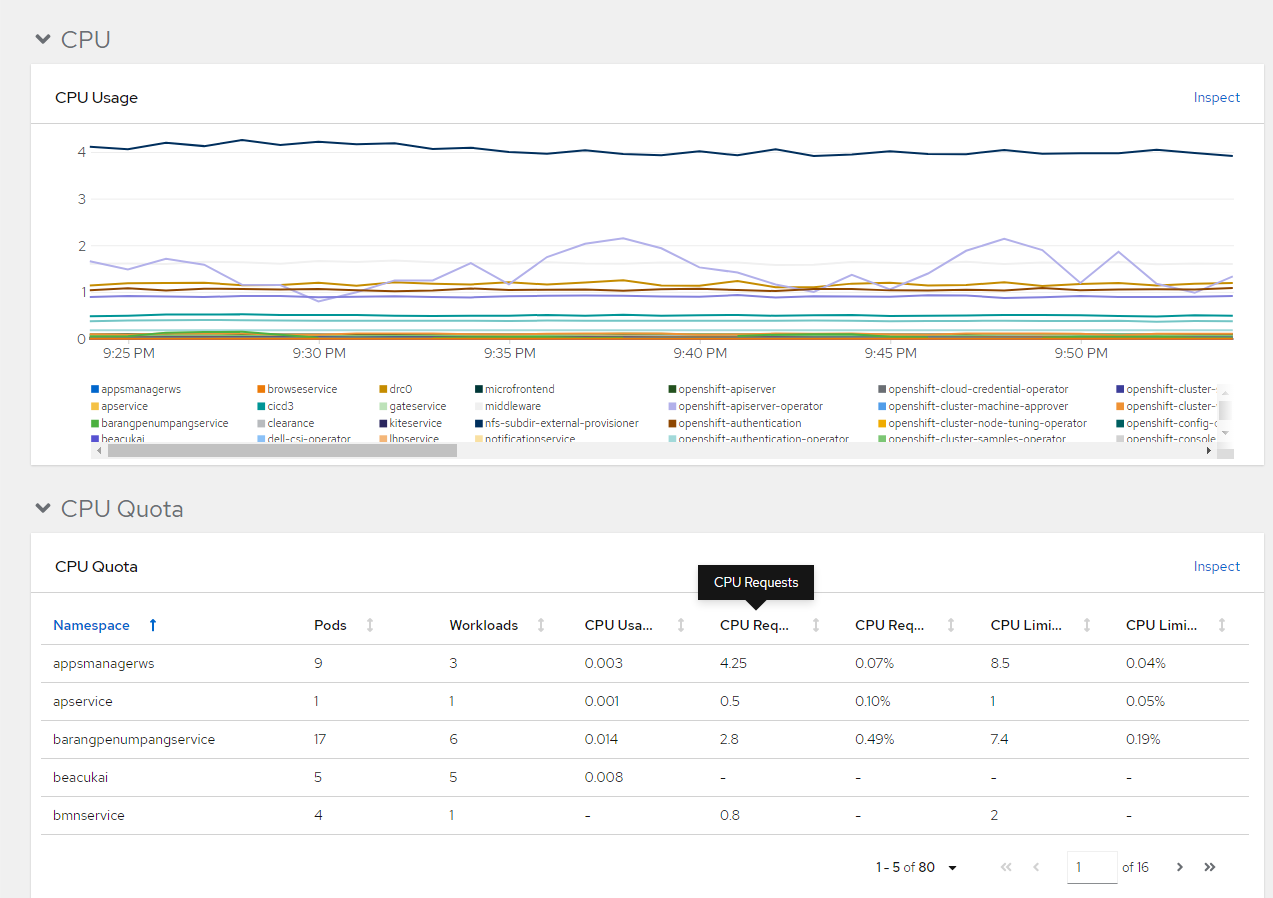 CPU
CPU Usage Inspect
4
3
2
1
0
9:25 PM 9:30 PM 9:35 PM 9:40 PM 9:45 PM 9:50 PM
appsmanagerws browseservice drc0 microfrontend openshift-apiserver openshift-cloud-credential-operator openshift-cluster-
apservice cicd3 gateservice middleware openshift-apiserver-operator openshift-cluster-machine-approver openshift-cluster-
barangpenumpangservice clearance kiteservice nfs-subdir-external-provisioner openshift-authentication openshift-cluster-node-tuning-operator openshift-config-
beacukai dell-csi-operator lbpservice notificationservice openshift-authentication-operator openshift-cluster-samples-operator openshift-console
CPU Quota
CPU Quota Inspect
CPU Requests
Namespace Pods Workloads CPU Usa... CPU Req... CPU Req... CPU Limi... CPU Limi...
appsmanagerws 9 3 0.003 4.25 0.07% 8.5 0.04%
apservice 1 1 0.001 0.5 0.10% 1 0.05%
barangpenumpangservice 17 6 0.014 2.8 0.49% 7.4 0.19%
beacukai 5 5 0.008 - - - -
bmnservice 4 1 - 0.8 - 2 -
1 - 5 of 80 1 of 16